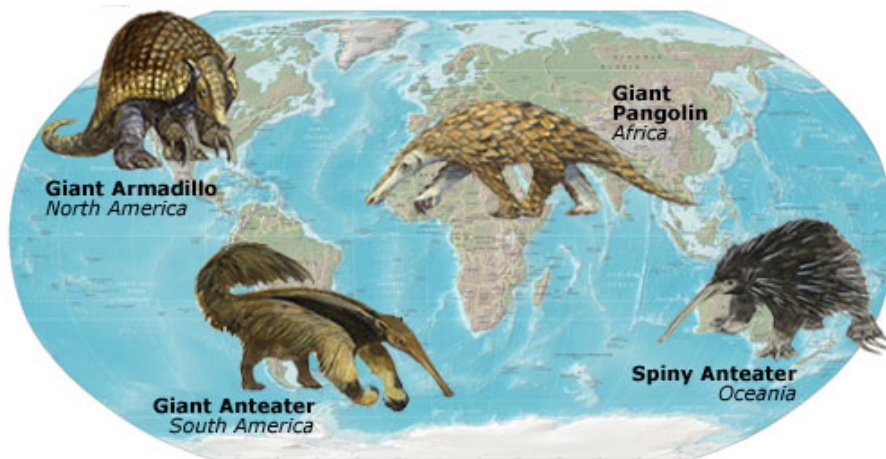 Giant
Pangolin
Africa
Giant Armadillo
North America
Giant Anteater
South America
Spiny Anteater
Oceania